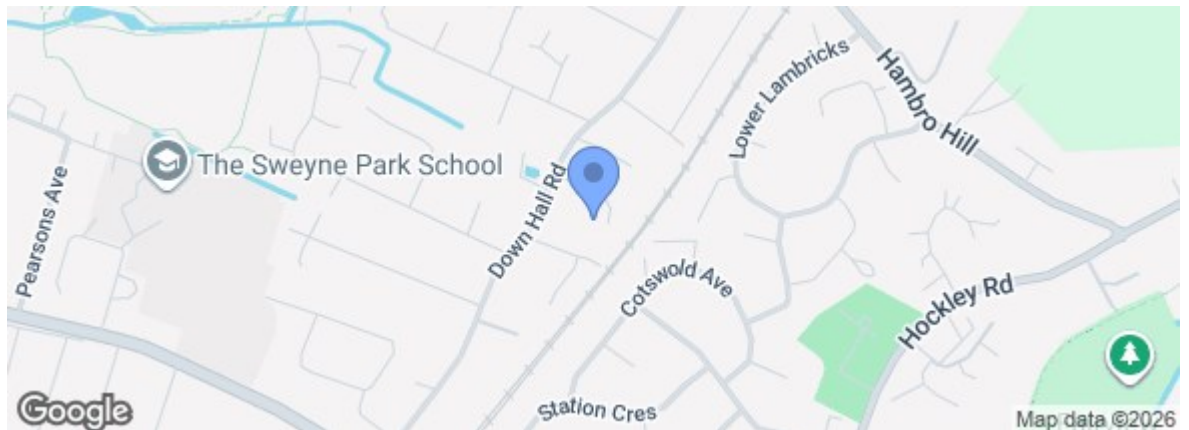 Lower Lambricks
Hambro Hill
The Sweyne Park School
Pearsons Ave
Down Hall Rd
Cotswold Ave
Hockley Rd
Station Cres
Google
Map data ©2026